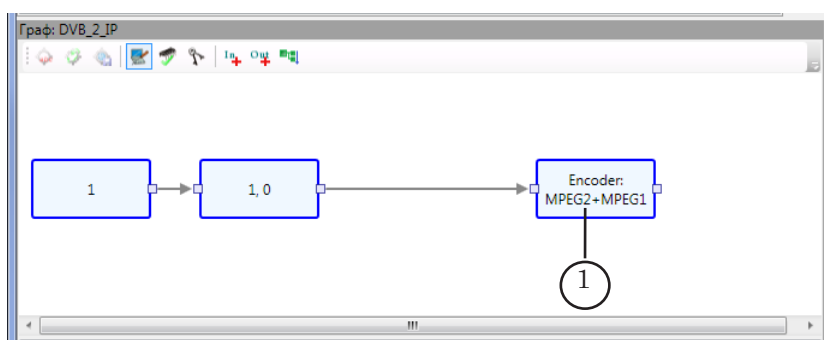 Граф: DVB_2_IP
In Out
1
1, 0
Encoder:
MPEG2+MPEG1
1